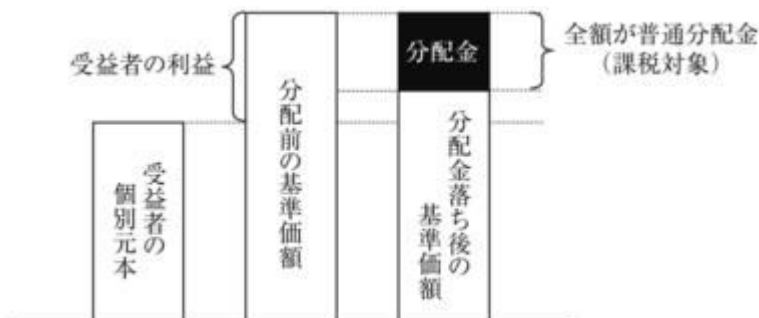 受益者の利益
受益者の
個別元本
分配前の基準価額
分配金
分配金落ち後の
基準価額
全額が普通分配金
（課税対象）